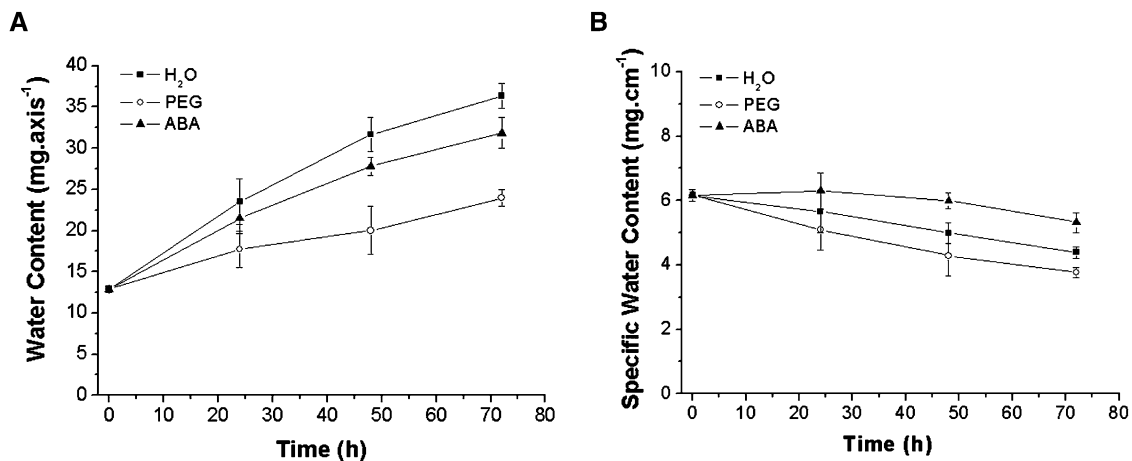 A
Water Content (mg.axis⁻¹)
40
35
30
25
20
15
10
5
0
H₂O
PEG
ABA
0 10 20 30 40 50 60 70 80
Time (h)
B
Specific Water Content (mg.cm⁻¹)
10
8
6
4
2
0
H₂O
PEG
ABA
0 10 20 30 40 50 60 70 80
Time (h)